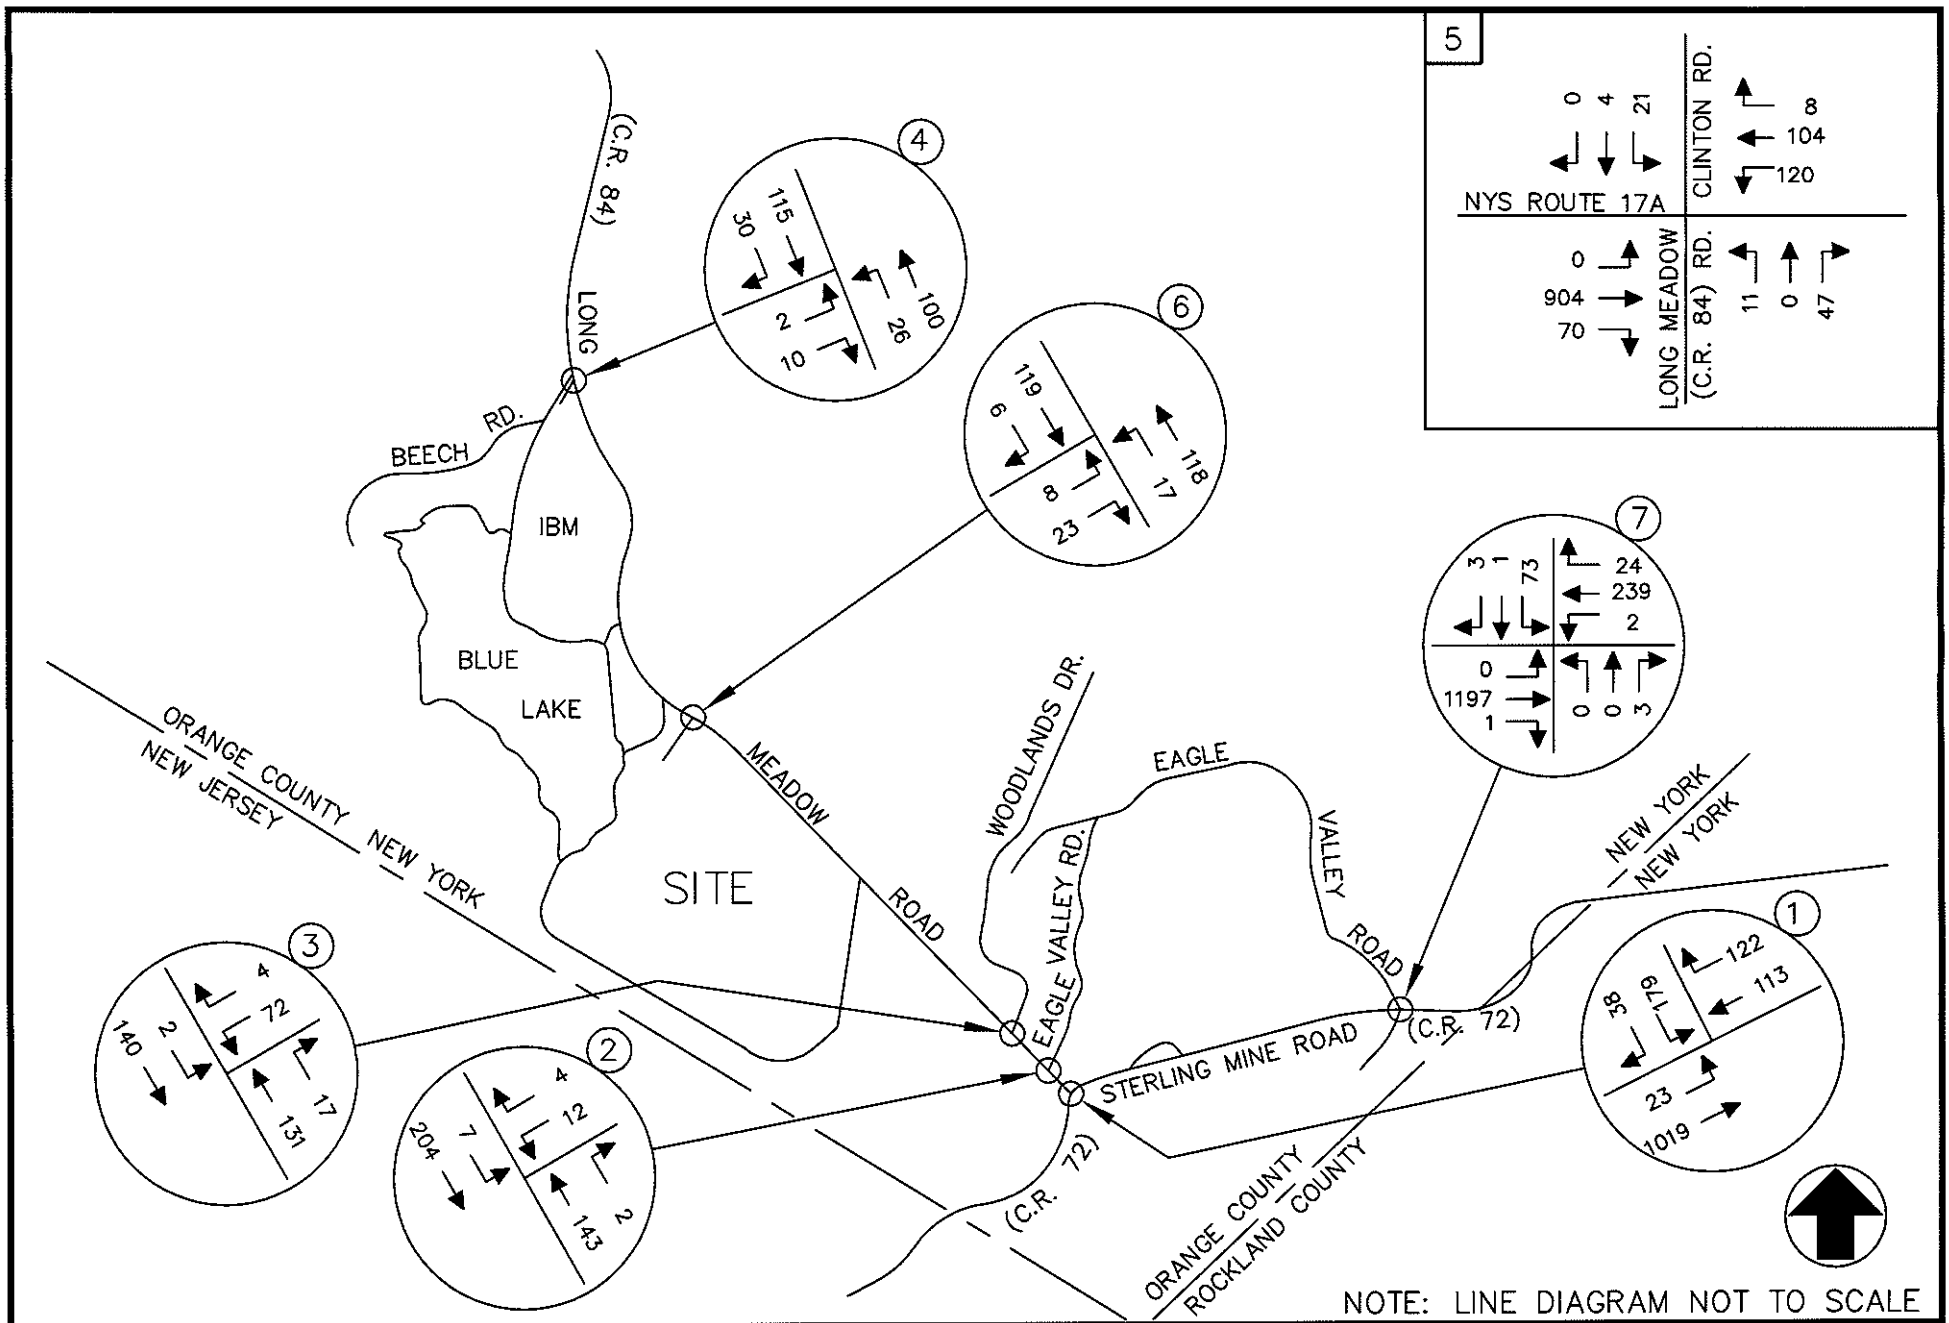 5
0 4 21
CLINTON RD.
8
104
120
NYS ROUTE 17A
0
904
70
LONG MEADOW
(C.R. 84) RD.
11 0 47
(C.R. 84)
LONG
4
115
30
2
10
26
100
6
119
6
8
23
17
118
BEECH RD.
IBM
BLUE
LAKE
7
3 1 73
24
239
2
0
1197
1
0 0 3
ORANGE COUNTY NEW YORK
NEW JERSEY
MEADOW
ROAD
SITE
WOODLANDS DR.
EAGLE VALLEY RD.
EAGLE
VALLEY
ROAD
NEW YORK
NEW YORK
STERLING MINE ROAD
(C.R. 72)
(C.R. 72)
ORANGE COUNTY
ROCKLAND COUNTY
3
4
72
2
140
17
131
2
4
12
7
204
2
143
1
122
113
179
38
23
1019
NOTE: LINE DIAGRAM NOT TO SCALE